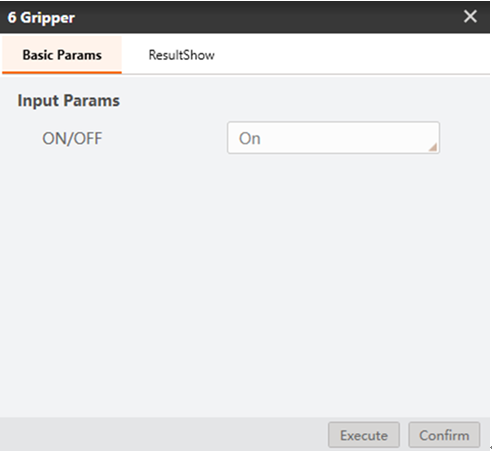 6 Gripper
Basic Params ResultShow
Input Params
ON/OFF On
Execute Confirm